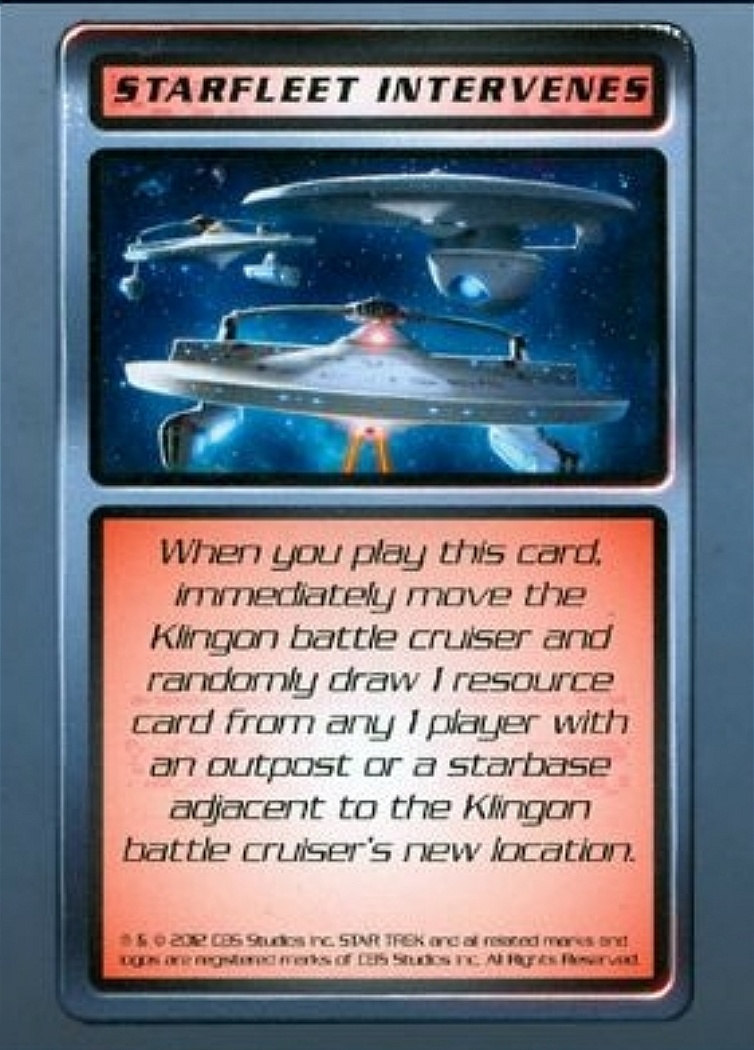 STARFLEET INTERVENES
When you play this card,
immediately move the
Klingon battle cruiser and
randomly draw 1 resource
card from any 1 player with
an outpost or a starbase
adjacent to the Klingon
battle cruiser's new location.
® & © 2012 CBS Studios Inc. STAR TREK and all related marks and
logos are registered marks of CBS Studios Inc. All Rights Reserved.